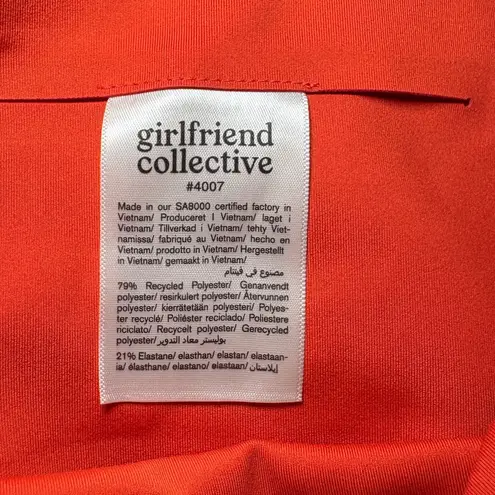 girlfriend
collective
#4007
Made in our SA8000 certified factory in
Vietnam/ Produceret I Vietnam/ laget i
Vietnam/ Tillverkad i Vietnam/ tehty Viet-
namissa/ fabriqué au Vietnam/ hecho en
Vietnam/ prodotto in Vietnam/ Hergestellt
in Vietnam/ gemaakt in Vietnam/
مصنوع في فيتنام
79% Recycled Polyester/ Genanvendt
polyester/ resirkulert polyester/ Återvunnen
polyester/ kierrätetään polyesteri/ Polyes-
ter recyclé/ Poliéster reciclado/ Poliestere
riciclato/ Recycelt polyester/ Gerecycled
polyester/ بوليستر معاد التدوير
21% Elastane/ elasthan/ elastan/ elastaan-
ia/ élasthane/ elastano/ elastaan/ إيلاستان/